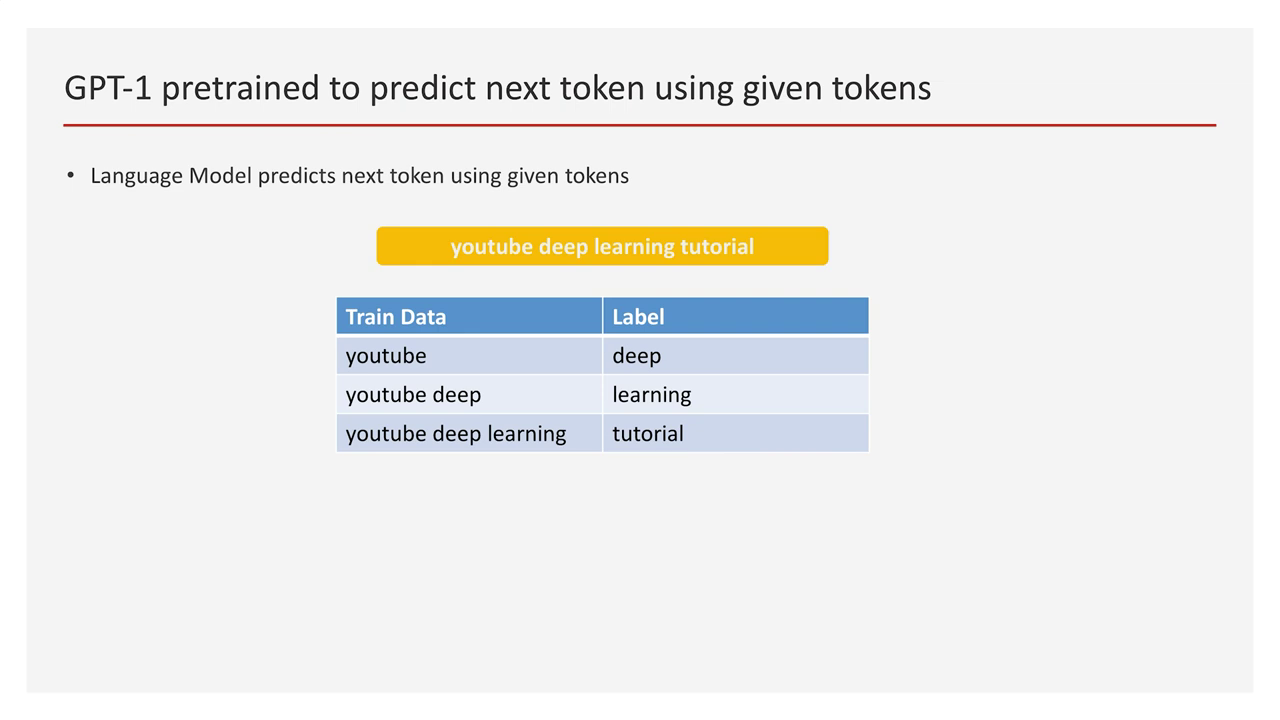 GPT-1 pretrained to predict next token using given tokens
• Language Model predicts next token using given tokens
youtube deep learning tutorial
Train Data Label
youtube deep
youtube deep learning
youtube deep learning tutorial